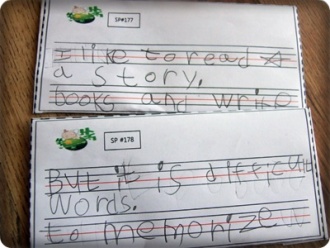 SP#177
I like to read
a story.
books and write
SP #178
But it is difficult
words.
to memorize